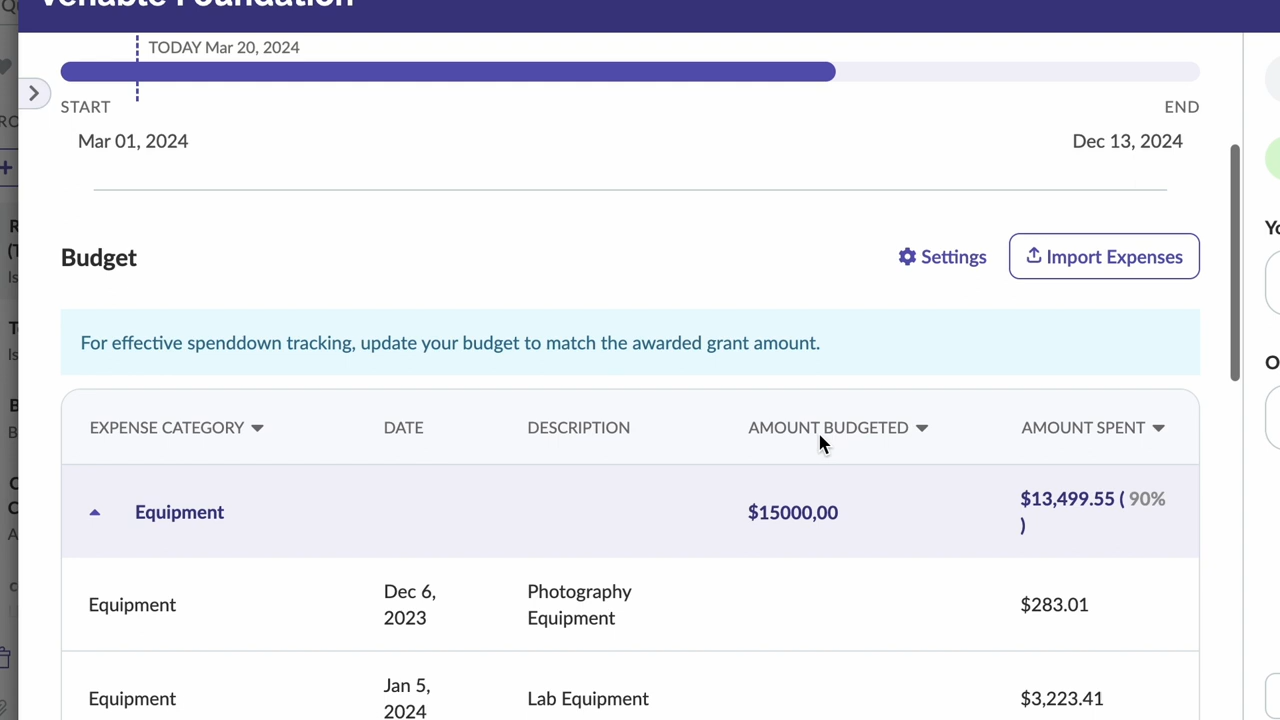 Venable Foundation
TODAY Mar 20, 2024
START
END
Mar 01, 2024
Dec 13, 2024
Budget
Settings
Import Expenses
For effective spenddown tracking, update your budget to match the awarded grant amount.
EXPENSE CATEGORY DATE DESCRIPTION AMOUNT BUDGETED AMOUNT SPENT
Equipment $15000,00 $13,499.55 ( 90%
)
Equipment
Dec 6,
2023
Photography
Equipment
$283.01
Equipment
Jan 5,
2024
Lab Equipment
$3,223.41